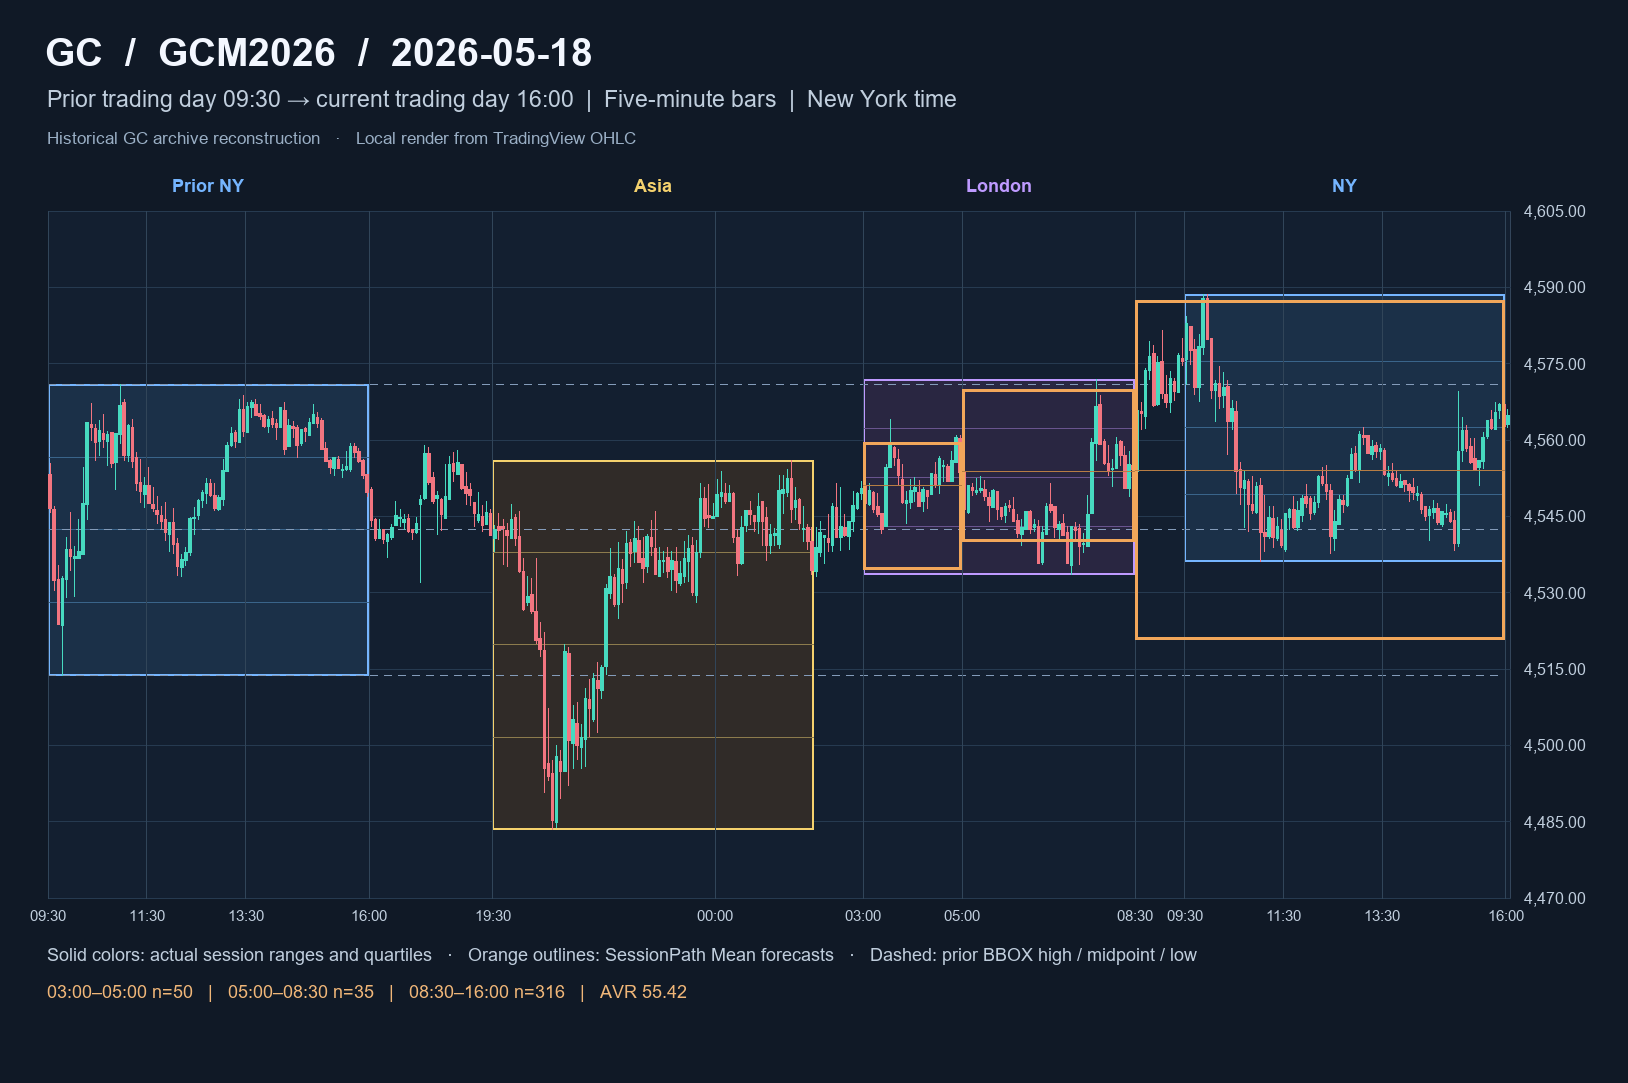 GC / GCM2026 / 2026-05-18
Prior trading day 09:30 → current trading day 16:00 | Five-minute bars | New York time
Historical GC archive reconstruction · Local render from TradingView OHLC
Prior NY Asia London NY
4,605.00
4,590.00
4,575.00
4,560.00
4,545.00
4,530.00
4,515.00
4,500.00
4,485.00
4,470.00
09:30 11:30 13:30 16:00 19:30 00:00 03:00 05:00 08:30 09:30 11:30 13:30 16:00
Solid colors: actual session ranges and quartiles · Orange outlines: SessionPath Mean forecasts · Dashed: prior BBOX high / midpoint / low
03:00–05:00 n=50 | 05:00–08:30 n=35 | 08:30–16:00 n=316 | AVR 55.42